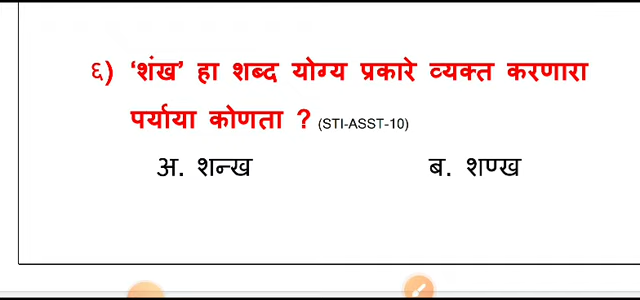 ६) ‘शंख’ हा शब्द योग्य प्रकारे व्यक्त करणारा
पर्याया कोणता ? (STI-ASST-10)
अ. शन्ख ब. शण्ख